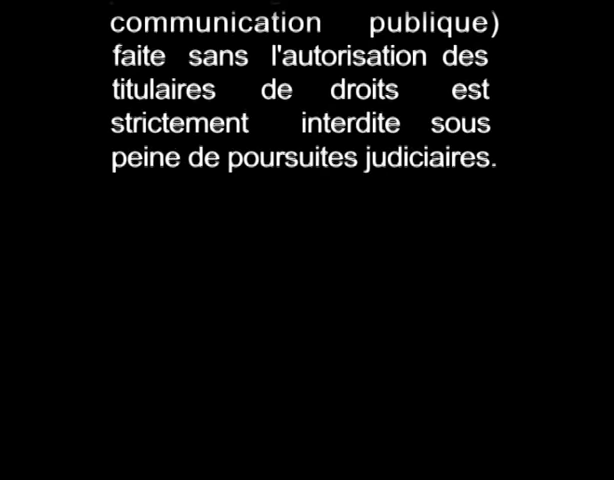 communication publique)
faite sans l'autorisation des
titulaires de droits est
strictement interdite sous
peine de poursuites judiciaires.